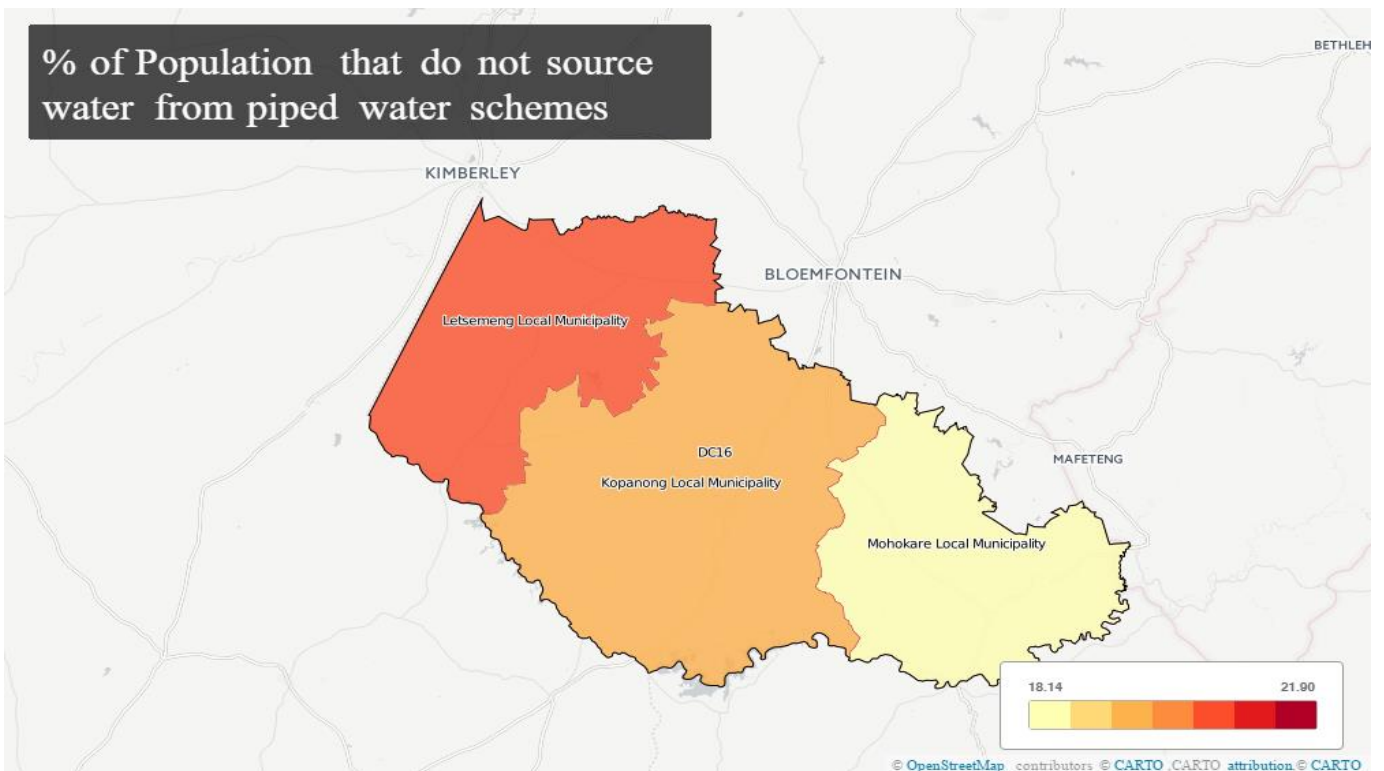 % of Population that do not source
water from piped water schemes
BETHLEH
KIMBERLEY
BLOEMFONTEIN
Letsemeng Local Municipality
DC16
MAFETENG
Kopanong Local Municipality
Mohokare Local Municipality
18.14 21.90
© OpenStreetMap contributors © CARTO ,CARTO attribution,© CARTO